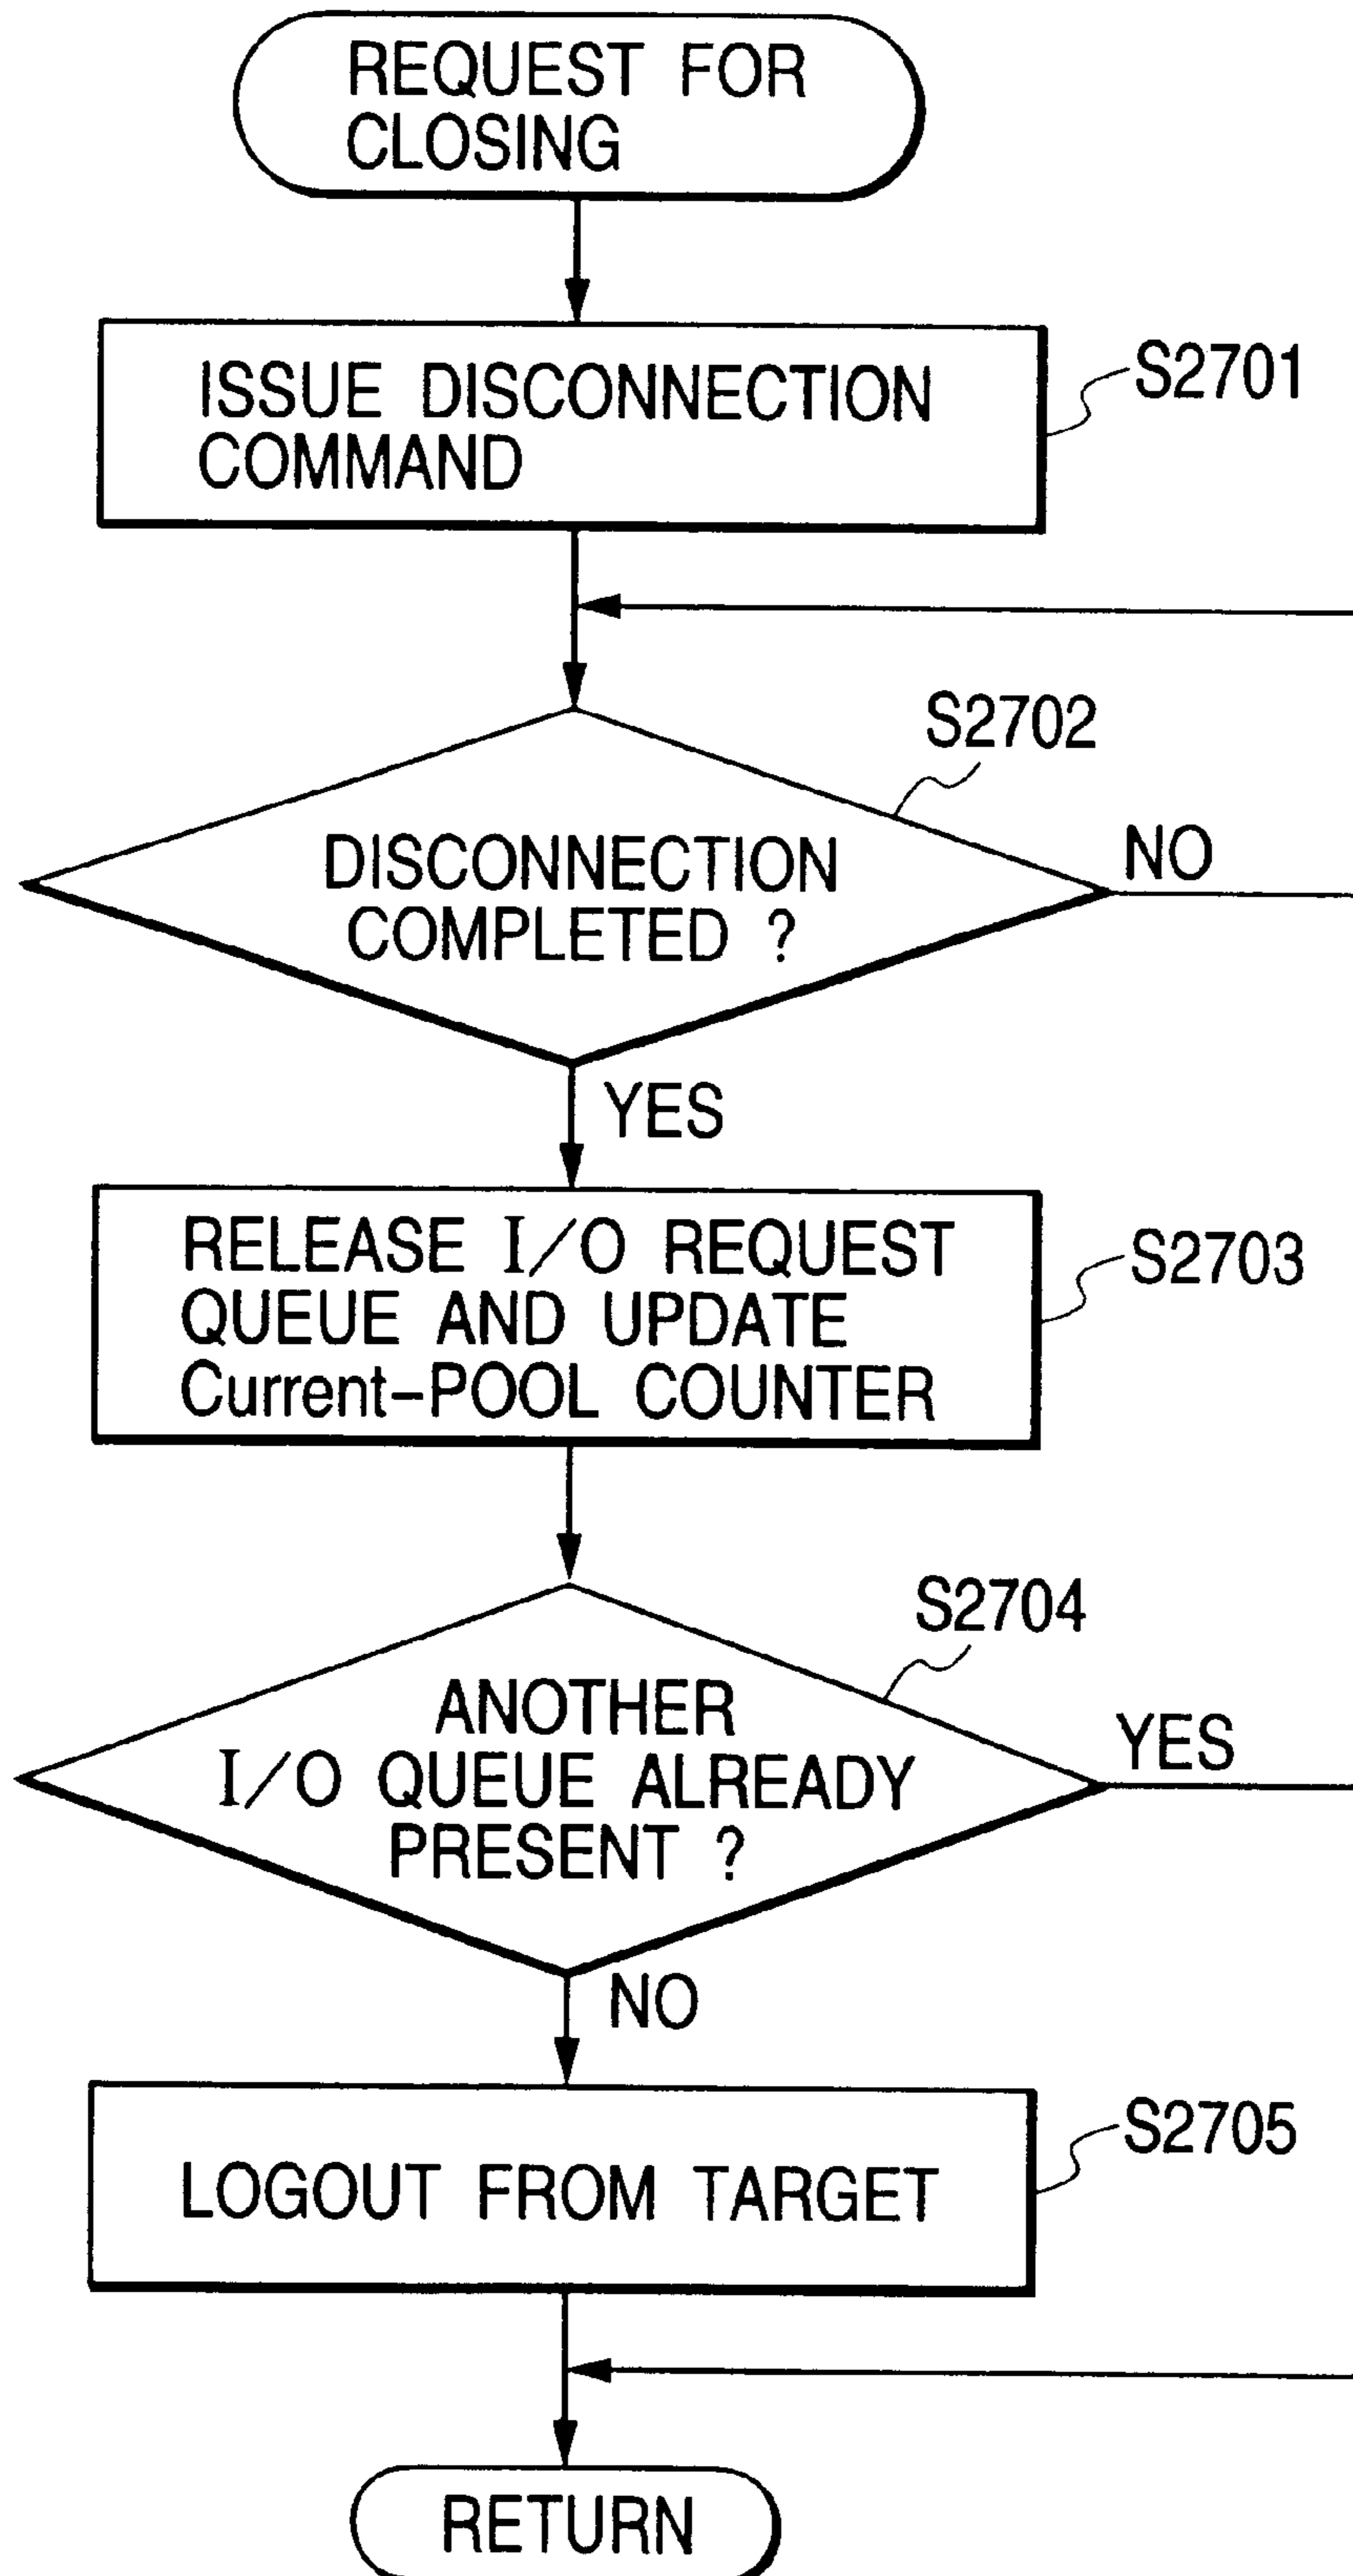 REQUEST FOR
CLOSING
ISSUE DISCONNECTION
COMMAND
S2701
S2702
DISCONNECTION
COMPLETED ?
NO
YES
RELEASE I/O REQUEST
QUEUE AND UPDATE
Current-POOL COUNTER
S2703
S2704
ANOTHER
I/O QUEUE ALREADY
PRESENT ?
YES
NO
LOGOUT FROM TARGET
S2705
RETURN